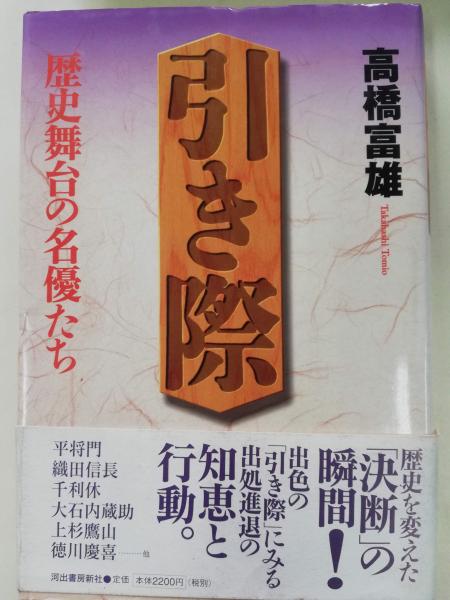 高橋富雄
Takahashi Tomio
引き際
歴史舞台の名優たち
歴史を変えた
「決断」の
瞬間!
出色の
「引き際」にみる
出処進退の
知恵と
行動。
平将門
織田信長
千利休
大石内蔵助
上杉鷹山
徳川慶喜……他
河出書房新社●定価 本体2200円(税別)